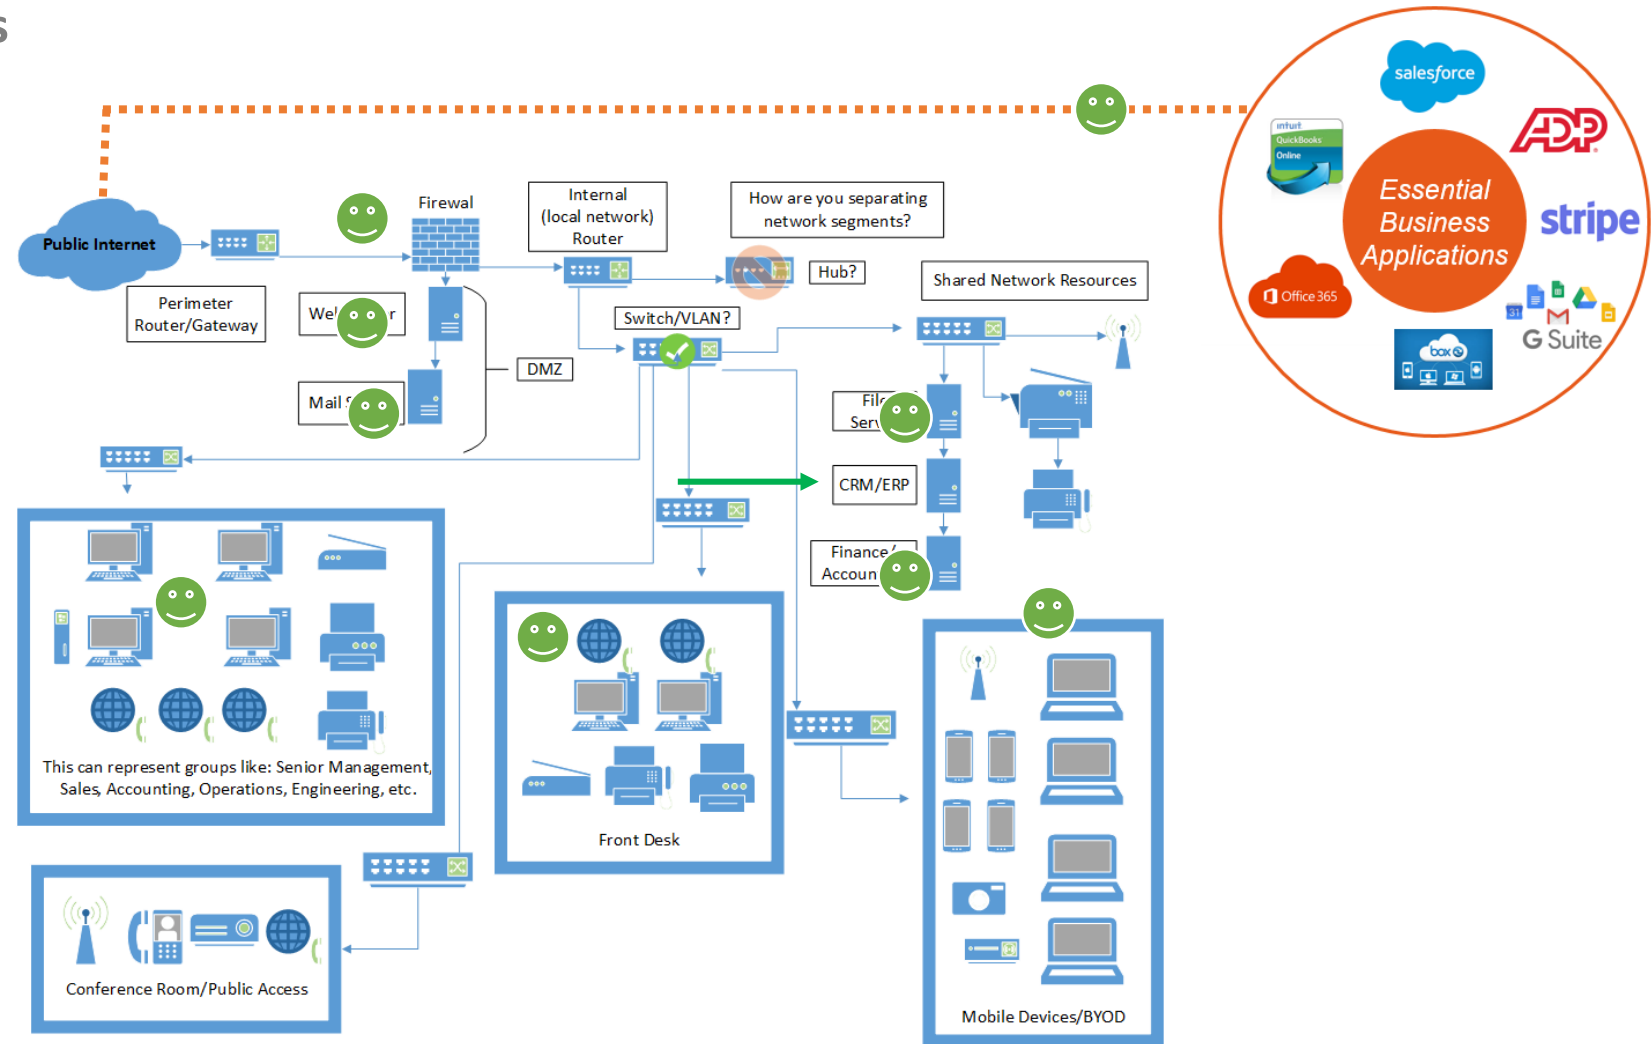 s
salesforce
ADP
intuit
QuickBooks
Online
Essential
Business
Applications
stripe
Office 365
31
G Suite
box
Public Internet
Firewall
Internal
(local network)
Router
How are you separating
network segments?
Hub?
Shared Network Resources
Perimeter
Router/Gateway
Switch/VLAN?
DMZ
Mail
CRM/ERP
Finance/
This can represent groups like: Senior Management,
Sales, Accounting, Operations, Engineering, etc.
Front Desk
Conference Room/Public Access
Mobile Devices/BYOD